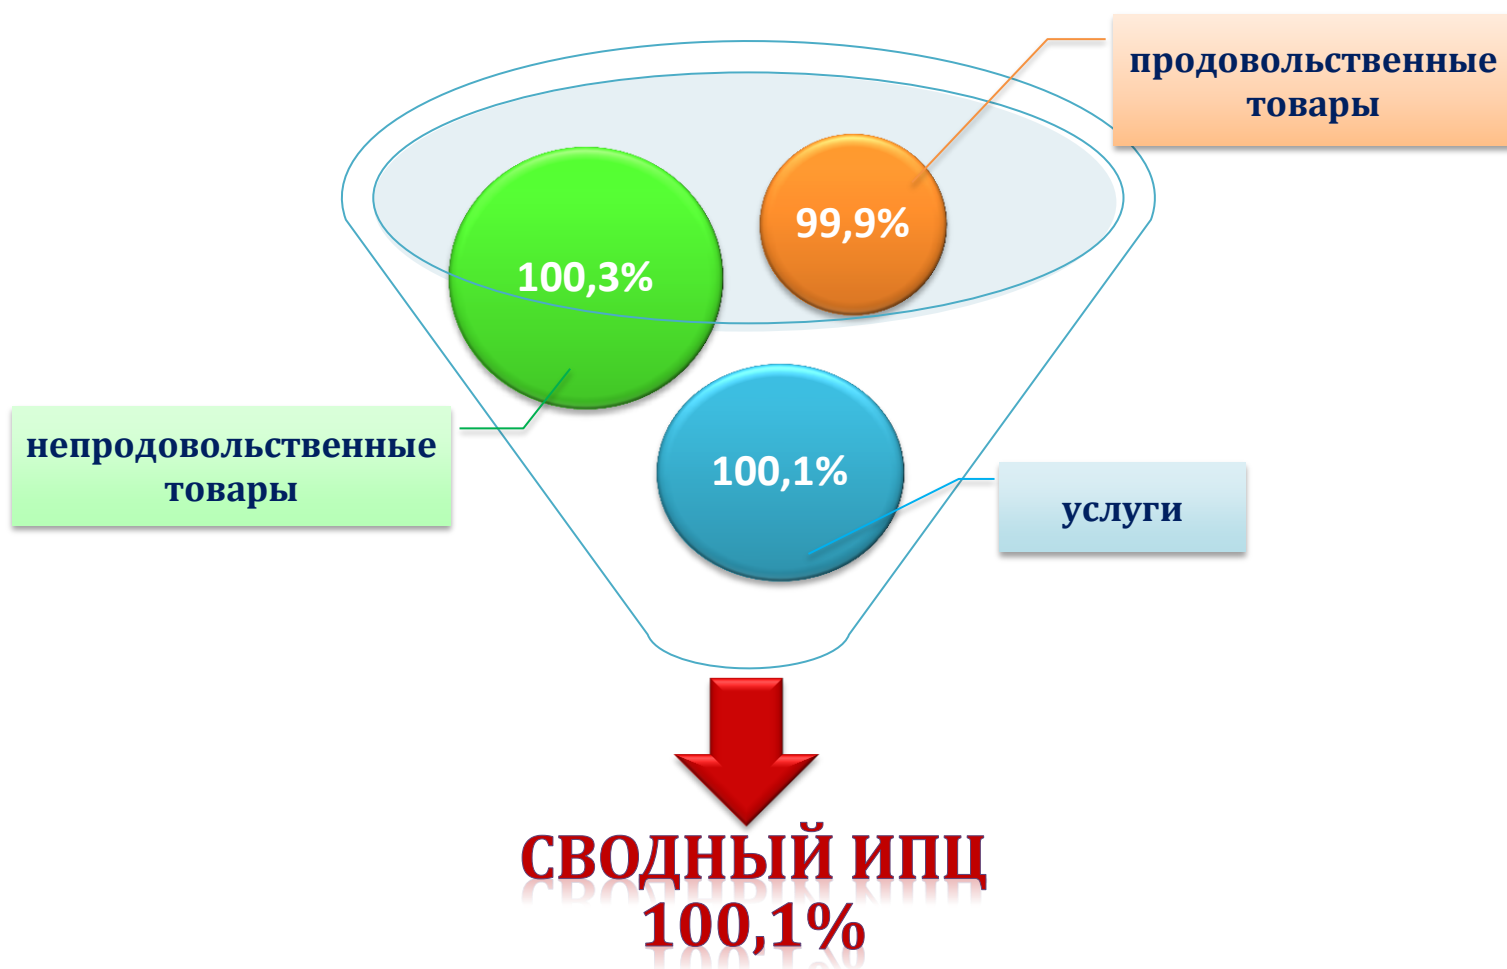 продовольственные
товары
99,9%
100,3%
непродовольственные
товары
100,1%
услуги
СВОДНЫЙ ИПЦ
100,1%